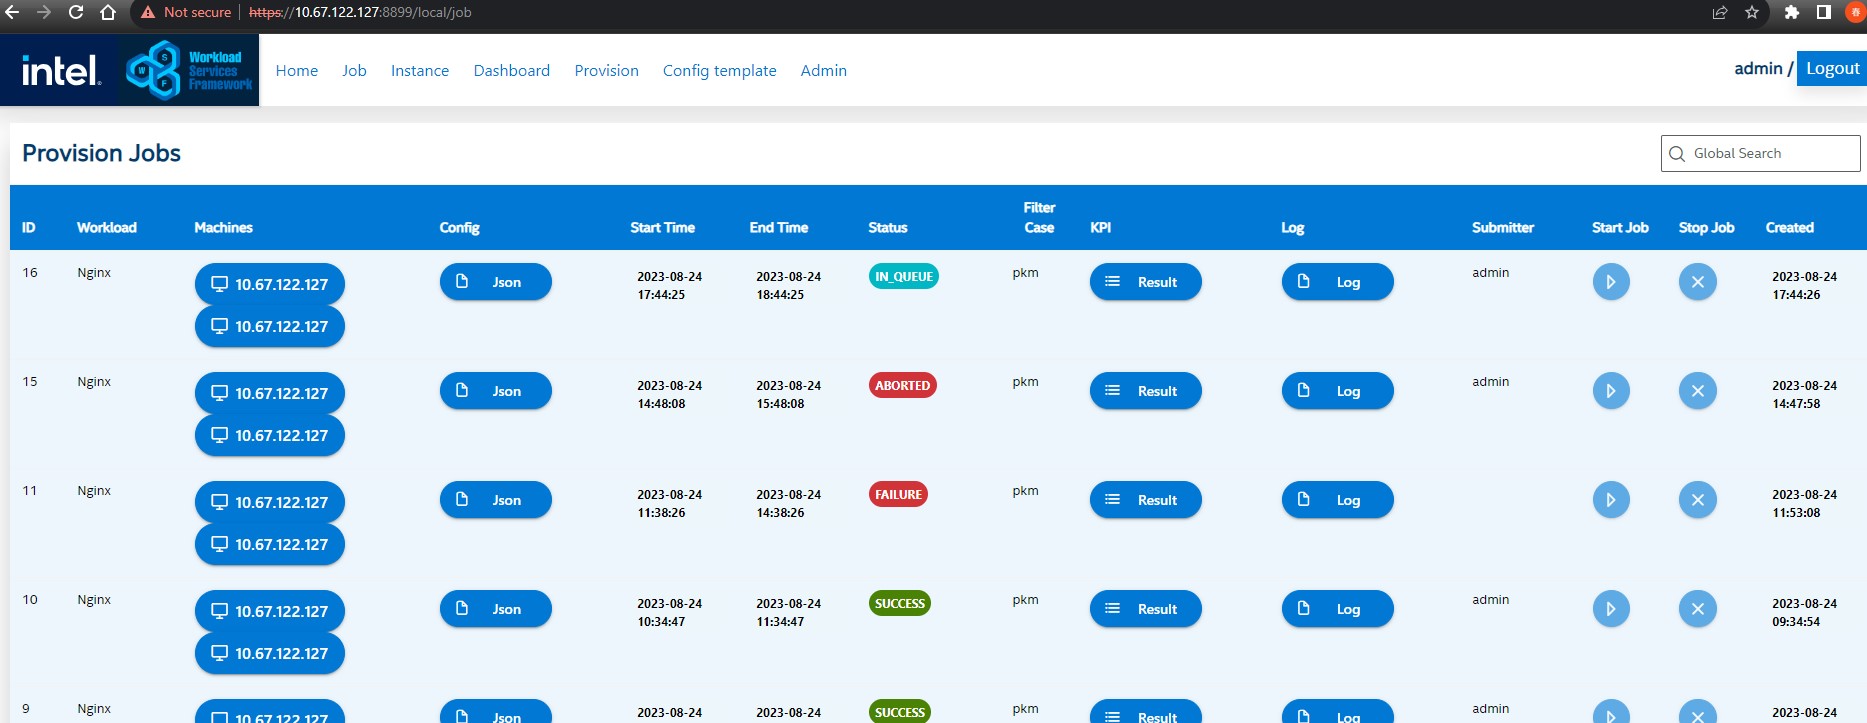 Not secure https://10.67.122.127:8899/local/job 春
intel. W S F Workload Services Framework Home Job Instance Dashboard Provision Config template Admin admin / Logout
Provision Jobs Global Search
ID Workload Machines Config Start Time End Time Status Filter Case KPI Log Submitter Start Job Stop Job Created
16 Nginx 10.67.122.127 Json 2023-08-24 2023-08-24 IN_QUEUE pkm Result Log admin 2023-08-24
17:44:25 18:44:25 17:44:26
10.67.122.127
15 Nginx 10.67.122.127 Json 2023-08-24 2023-08-24 ABORTED pkm Result Log admin 2023-08-24
14:48:08 15:48:08 14:47:58
10.67.122.127
11 Nginx 10.67.122.127 Json 2023-08-24 2023-08-24 FAILURE pkm Result Log admin 2023-08-24
11:38:26 14:38:26 11:53:08
10.67.122.127
10 Nginx 10.67.122.127 Json 2023-08-24 2023-08-24 SUCCESS pkm Result Log admin 2023-08-24
10:34:47 11:34:47 09:34:54
10.67.122.127
9 Nginx 10.67.122.127 Json 2023-08-24 2023-08-24 SUCCESS pkm Result Log admin 2023-08-24